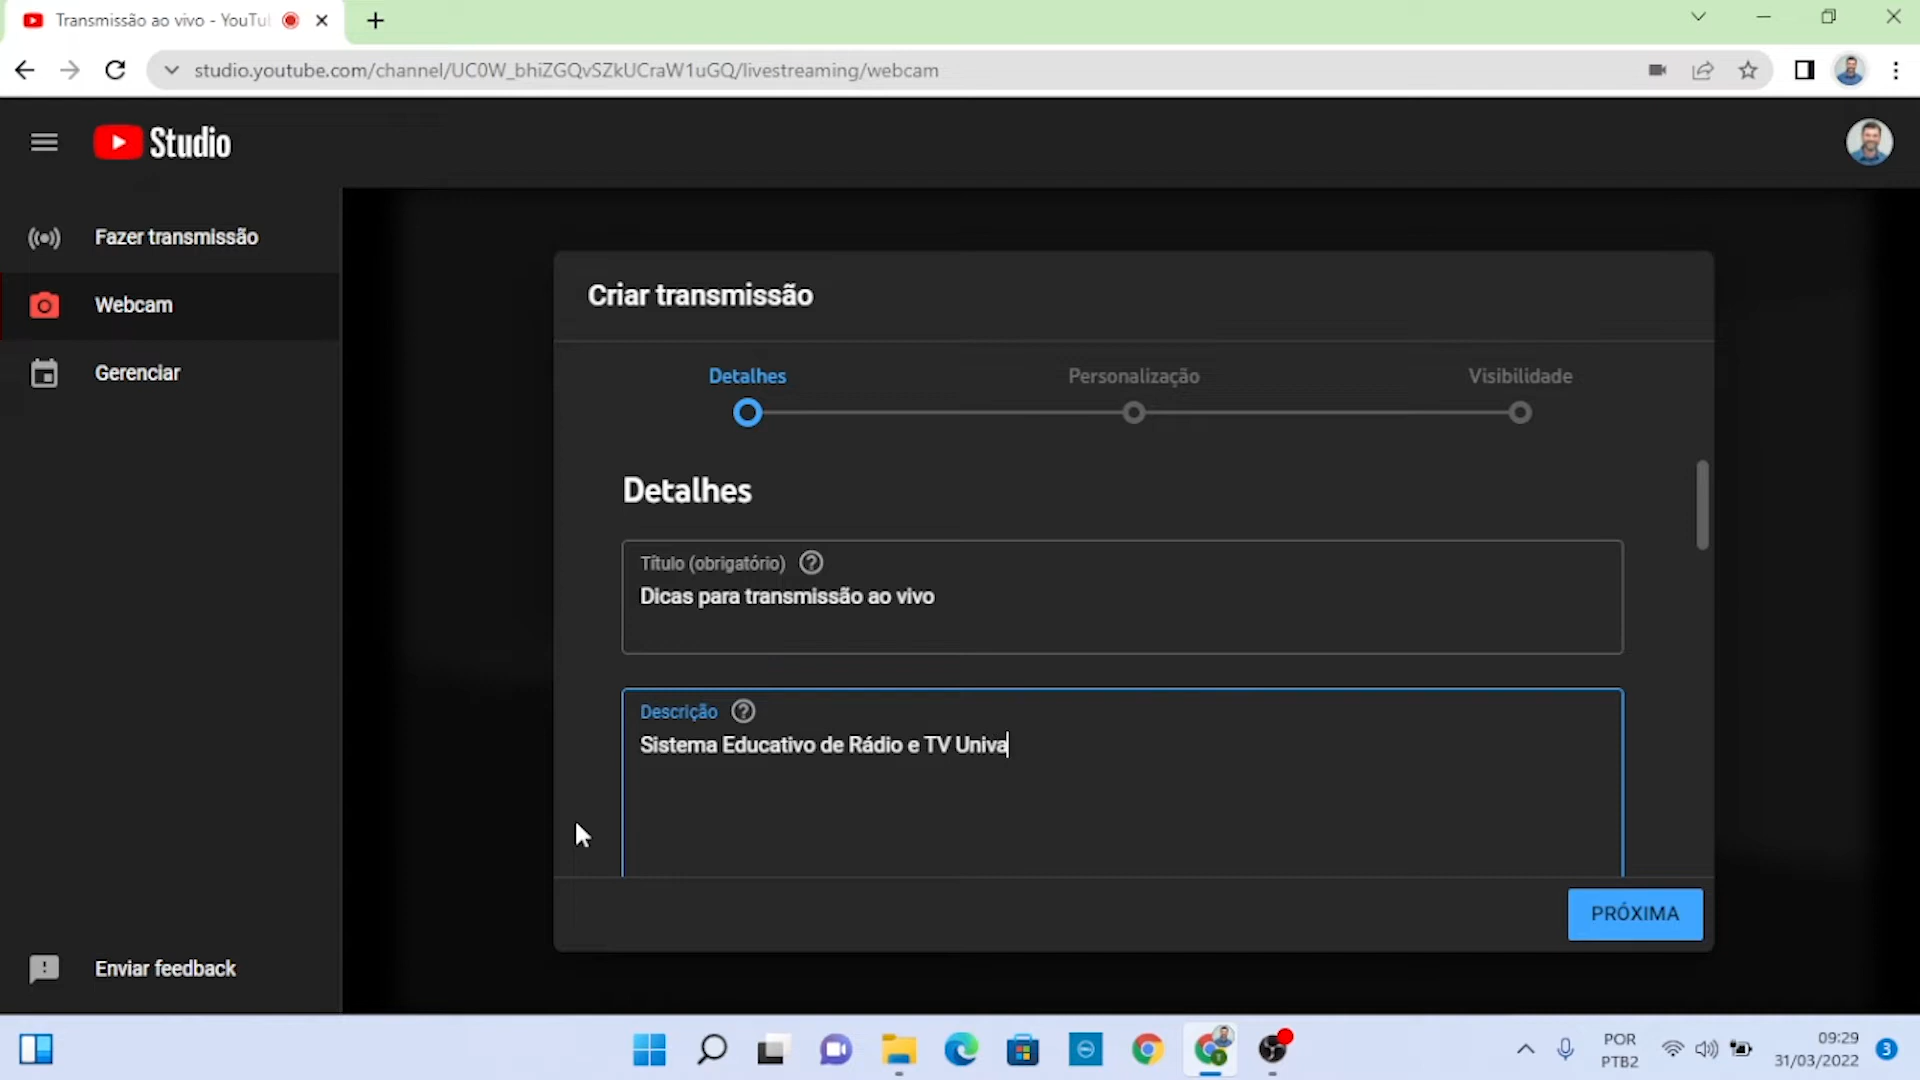 Transmissão ao vivo - YouTu
studio.youtube.com/channel/UC0W_bhiZGQvSZkUCraW1uGQ/livestreaming/webcam
Studio
Fazer transmissão
Webcam
Gerenciar
Criar transmissão
Detalhes
Personalização
Visibilidade
Detalhes
Título (obrigatório)
Dicas para transmissão ao vivo
Descrição
Sistema Educativo de Rádio e TV Univa
PRÓXIMA
Enviar feedback
POR
PTB2
09:29
31/03/2022
3